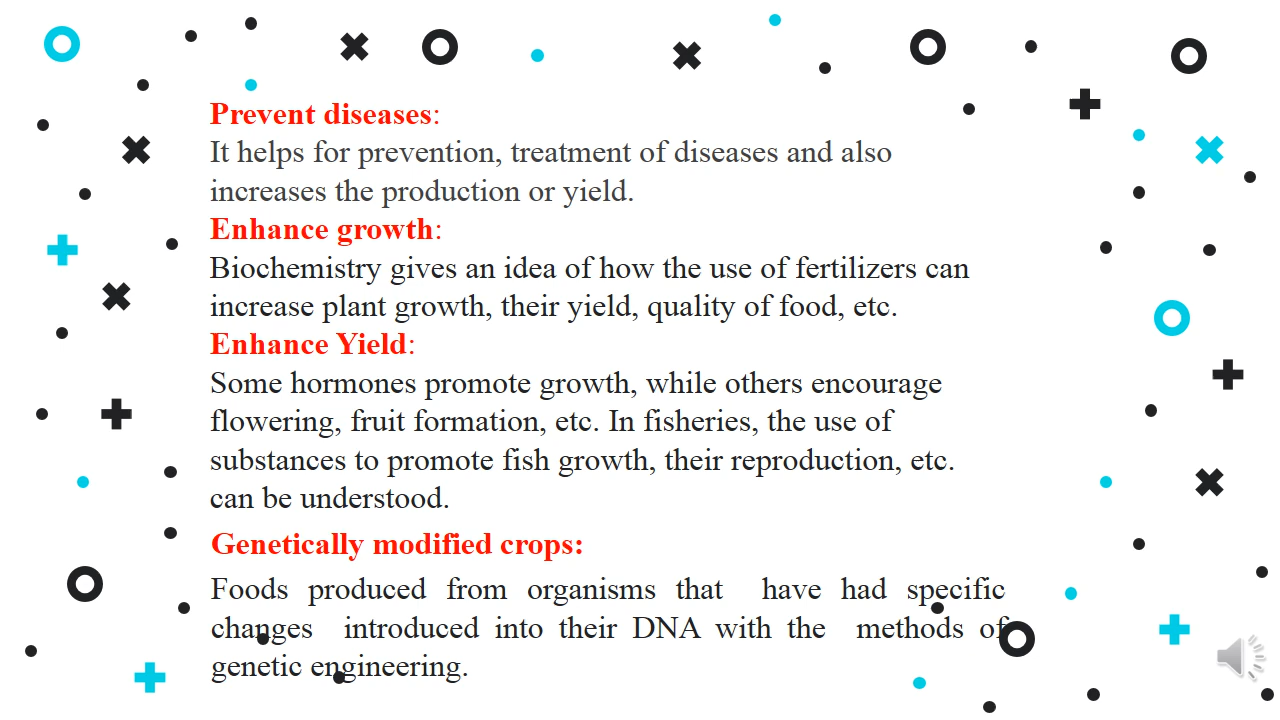 Prevent diseases:
It helps for prevention, treatment of diseases and also
increases the production or yield.
Enhance growth:
Biochemistry gives an idea of how the use of fertilizers can
increase plant growth, their yield, quality of food, etc.
Enhance Yield:
Some hormones promote growth, while others encourage
flowering, fruit formation, etc. In fisheries, the use of
substances to promote fish growth, their reproduction, etc.
can be understood.
Genetically modified crops:
Foods produced from organisms that have had specific
changes introduced into their DNA with the methods of
genetic engineering.